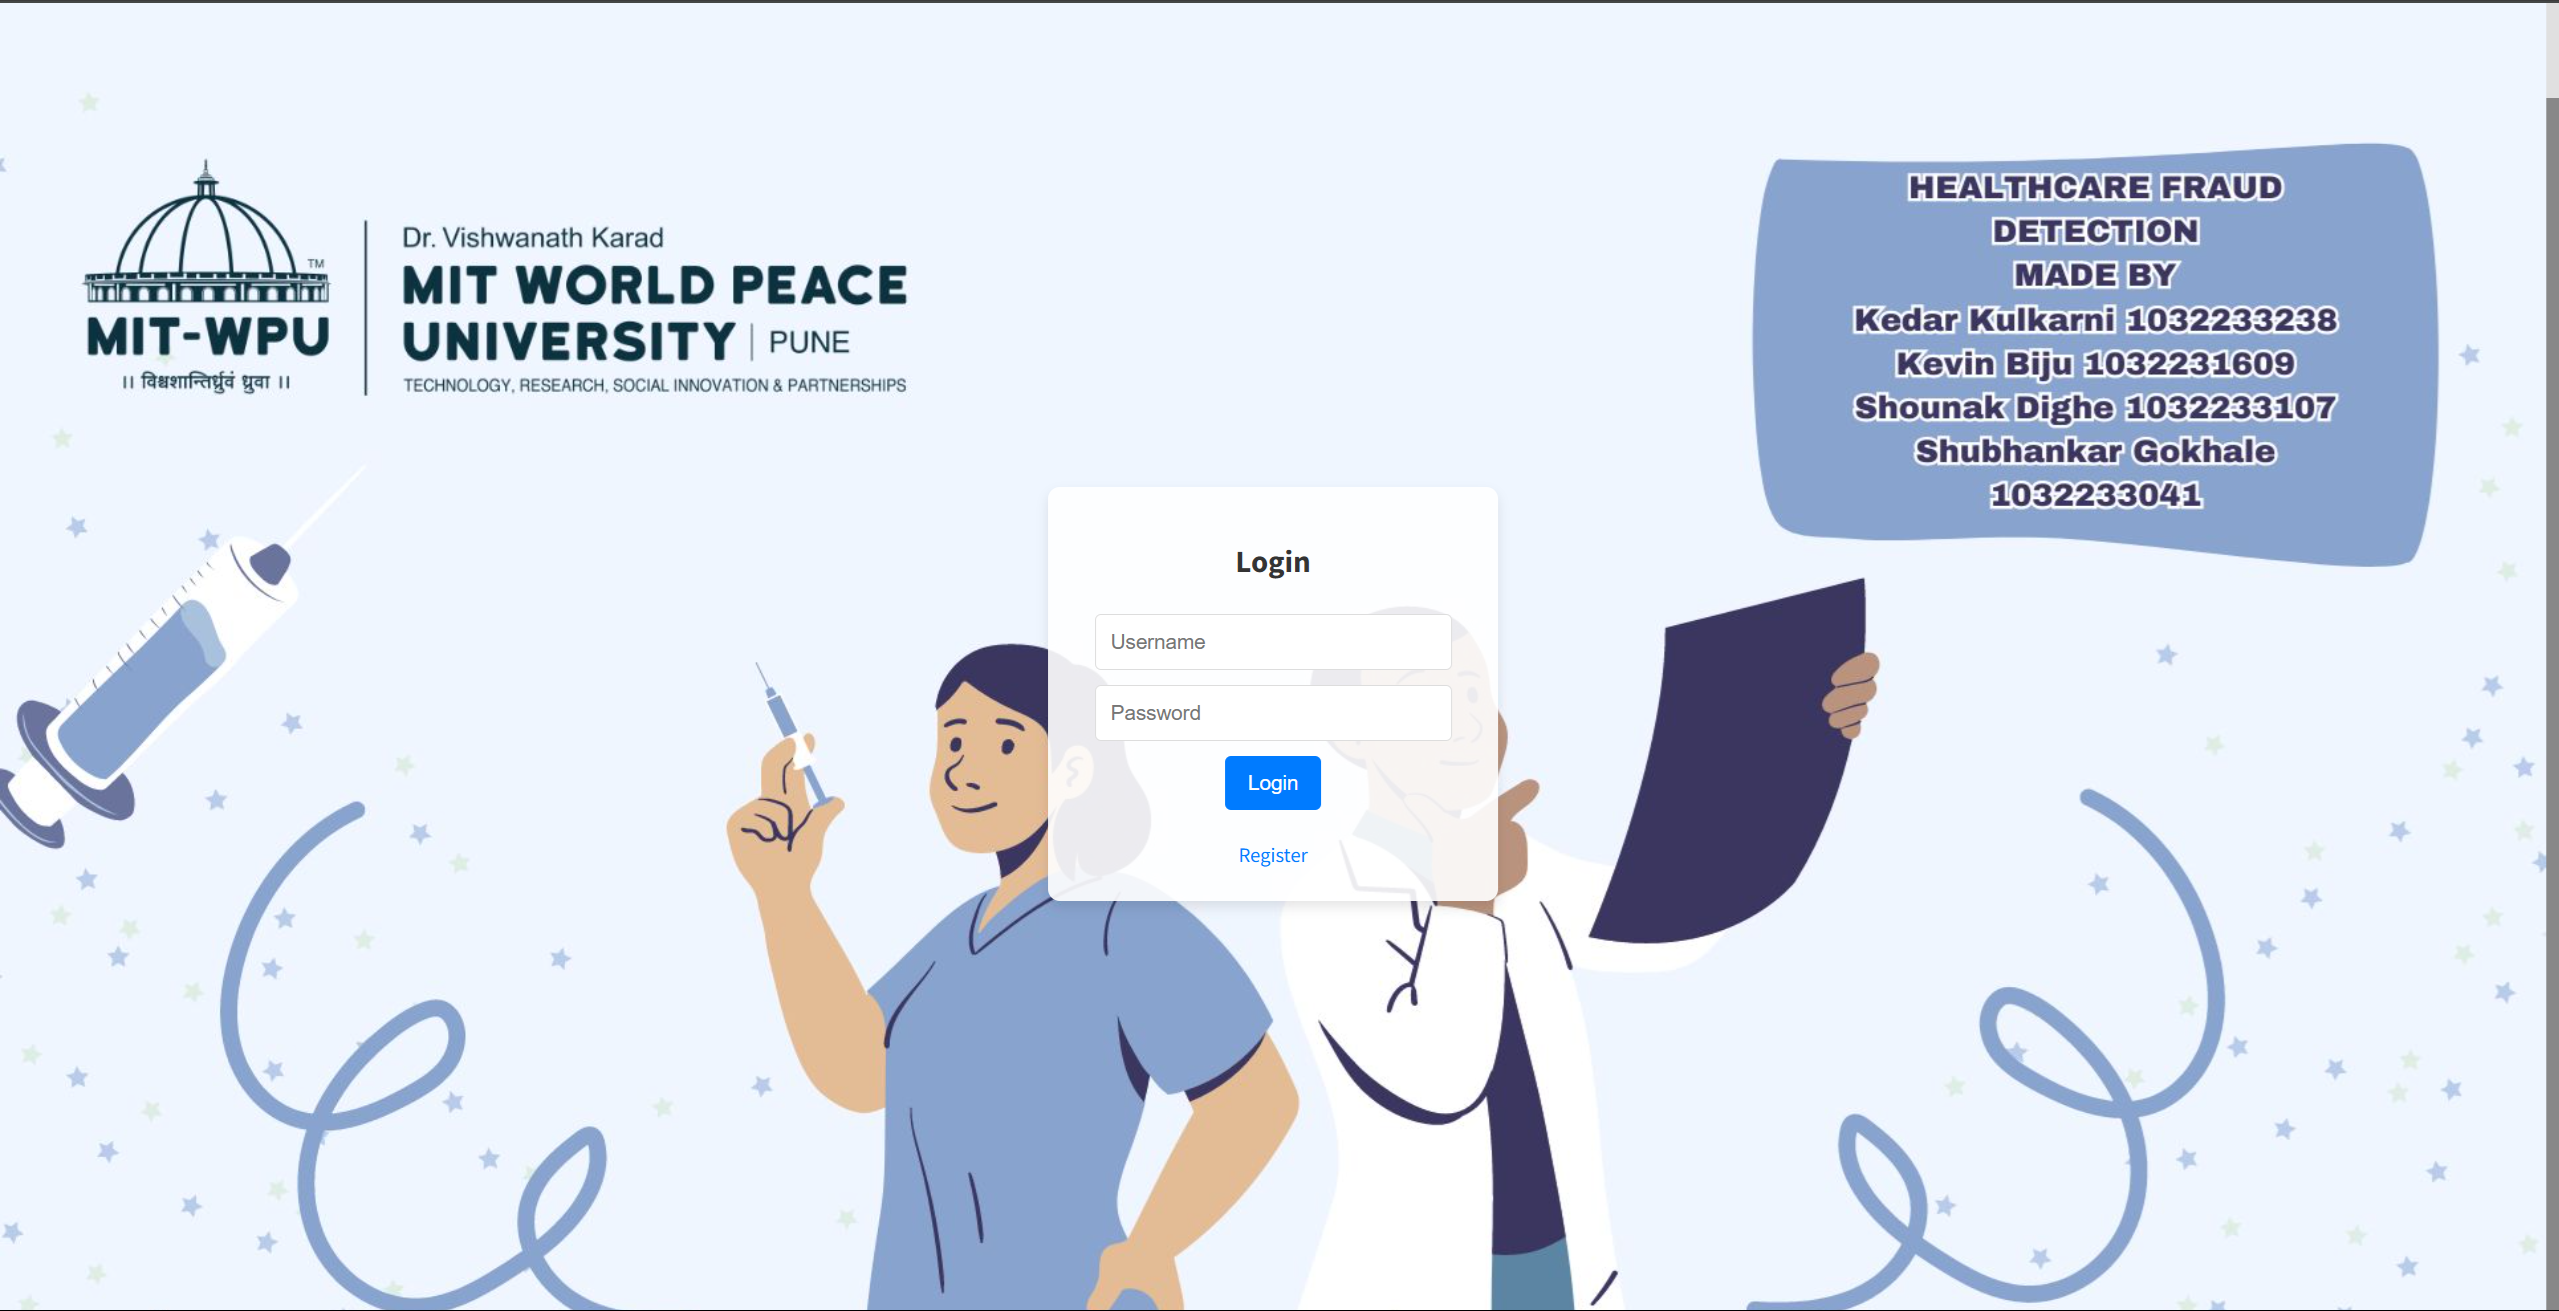 Dr. Vishwanath Karad
TM
MIT WORLD PEACE
UNIVERSITY | PUNE
TECHNOLOGY, RESEARCH, SOCIAL INNOVATION & PARTNERSHIPS
MIT-WPU
॥ विश्वशान्तिर्ध्रुवं ध्रुवा ॥
HEALTHCARE FRAUD
DETECTION
MADE BY
Kedar Kulkarni 1032233238
Kevin Biju 1032231609
Shounak Dighe 1032233107
Shubhankar Gokhale
1032233041
Login
Username
Password
Login
Register